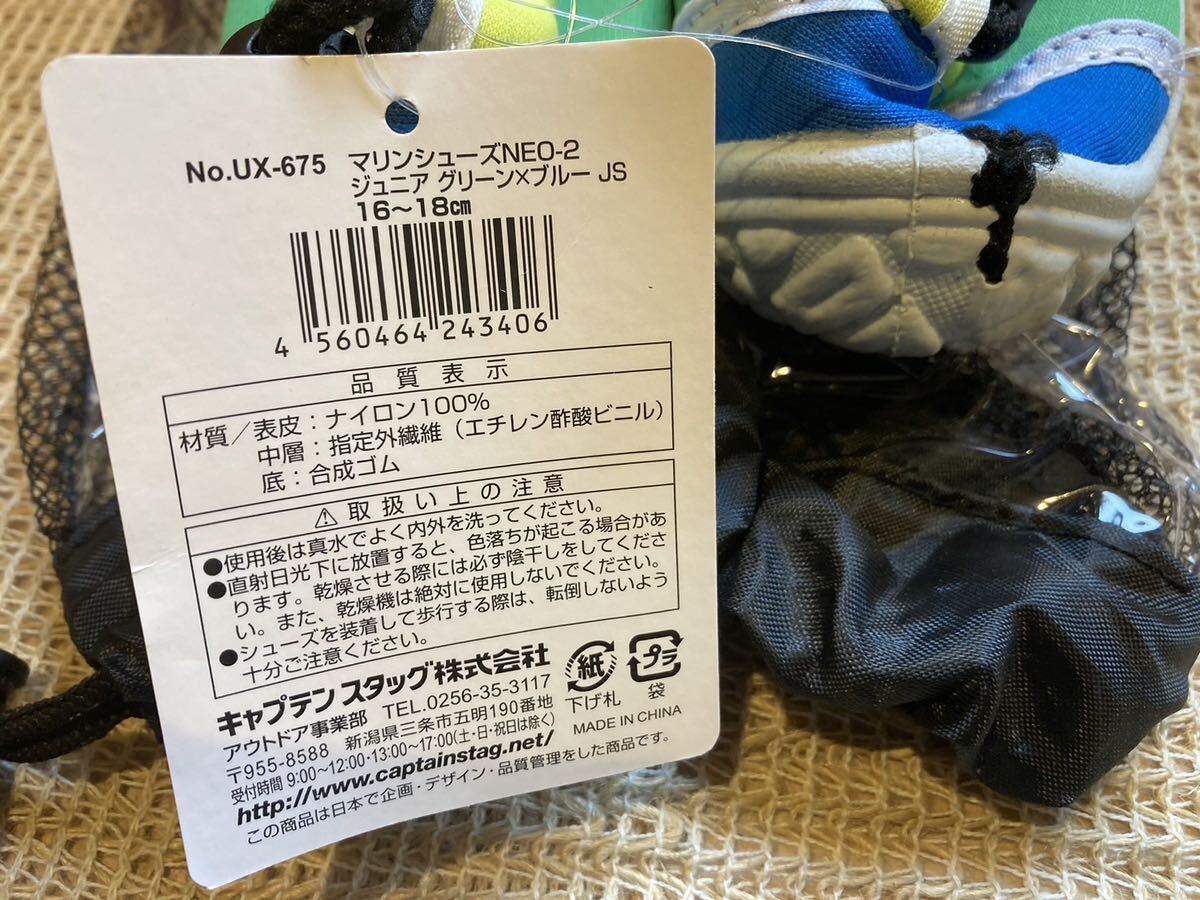 No.UX-675 マリンシューズNEO-2
ジュニア グリーン×ブルー JS
16～18㎝
4 560464 243406
品質表示
材質／表皮：ナイロン100%
中層：指定外繊維（エチレン酢酸ビニル）
底：合成ゴム
⚠取扱い上の注意
●使用後は真水でよく内外を洗ってください。
●直射日光下に放置すると、色落ちが起こる場合があ
ります。乾燥させる際には必ず陰干しをしてくださ
い。また、乾燥機は絶対に使用しないでください。
●シューズを装着して歩行する際は、転倒しないよう
十分ご注意ください。
キャプテンスタッグ株式会社
アウトドア事業部 TEL.0256-35-3117
〒955-8588 新潟県三条市五明190番地
受付時間 9:00～12:00・13:00～17:00(土・日・祝日は除く)
http://www.captainstag.net/
この商品は日本で企画・デザイン・品質管理をした商品です。
紙
下げ札
プラ
袋
MADE IN CHINA